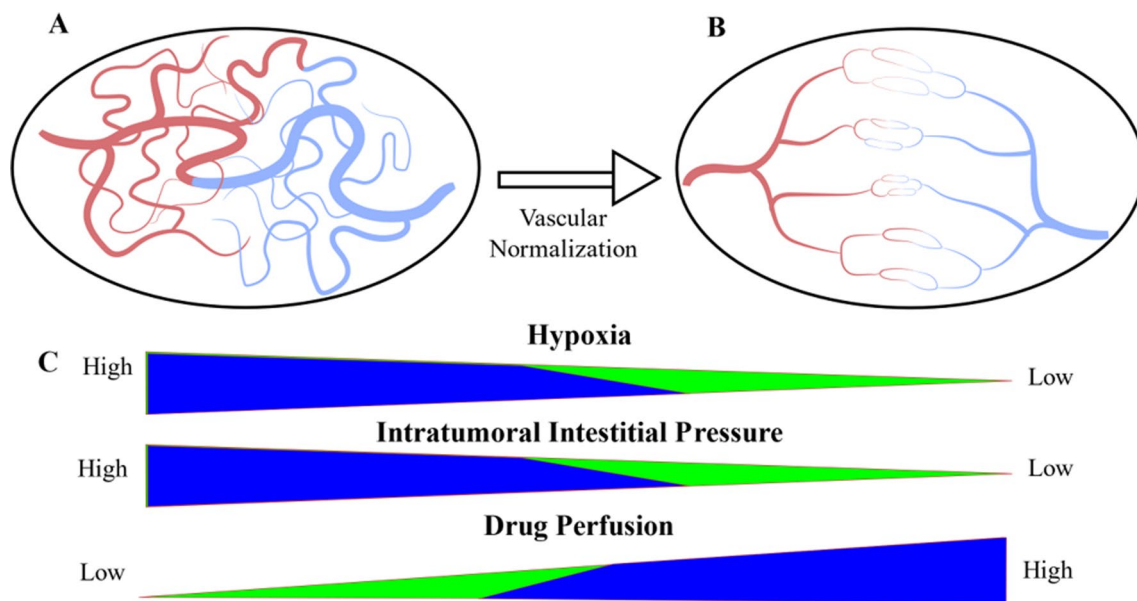 A
B
Vascular
Normalization
C
Hypoxia
High
Low
Intratumoral Intestitial Pressure
High
Low
Drug Perfusion
Low
High